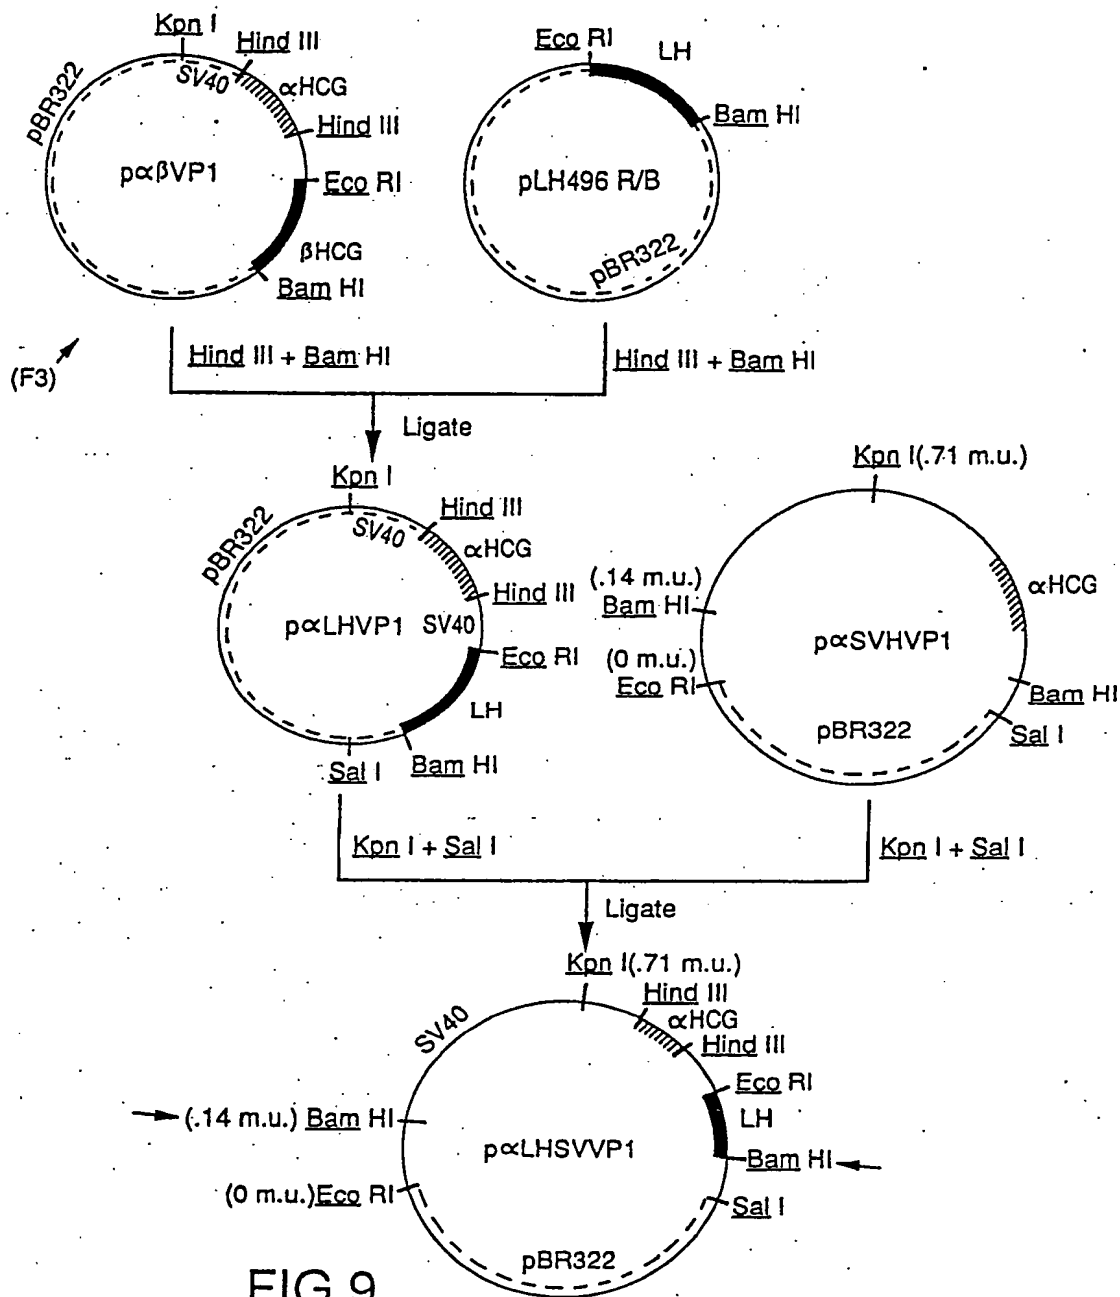 Kpn I
Hind III
SV40
αHCG
pBR322
Hind III
pαβVP1
Eco RI
βHCG
Bam HI
Eco RI
LH
Bam HI
pLH496 R/B
pBR322
(F3)
Hind III + Bam HI
Hind III + Bam HI
Ligate
Kpn I
Hind III
SV40
αHCG
pBR322
Hind III
pαLHVP1
SV40
Eco RI
LH
Bam HI
Sal I
Kpn I(.71 m.u.)
(.14 m.u.)
Bam HI
αHCG
pαSVHVP1
(0 m.u.)
Eco RI
Bam HI
pBR322
Sal I
Kpn I + Sal I
Kpn I + Sal I
Ligate
Kpn I(.71 m.u.)
Hind III
αHCG
SV40
Hind III
Eco RI
LH
(.14 m.u.) Bam HI
pαLHSVVP1
Bam HI
(0 m.u.)Eco RI
Sal I
pBR322
FIG.9